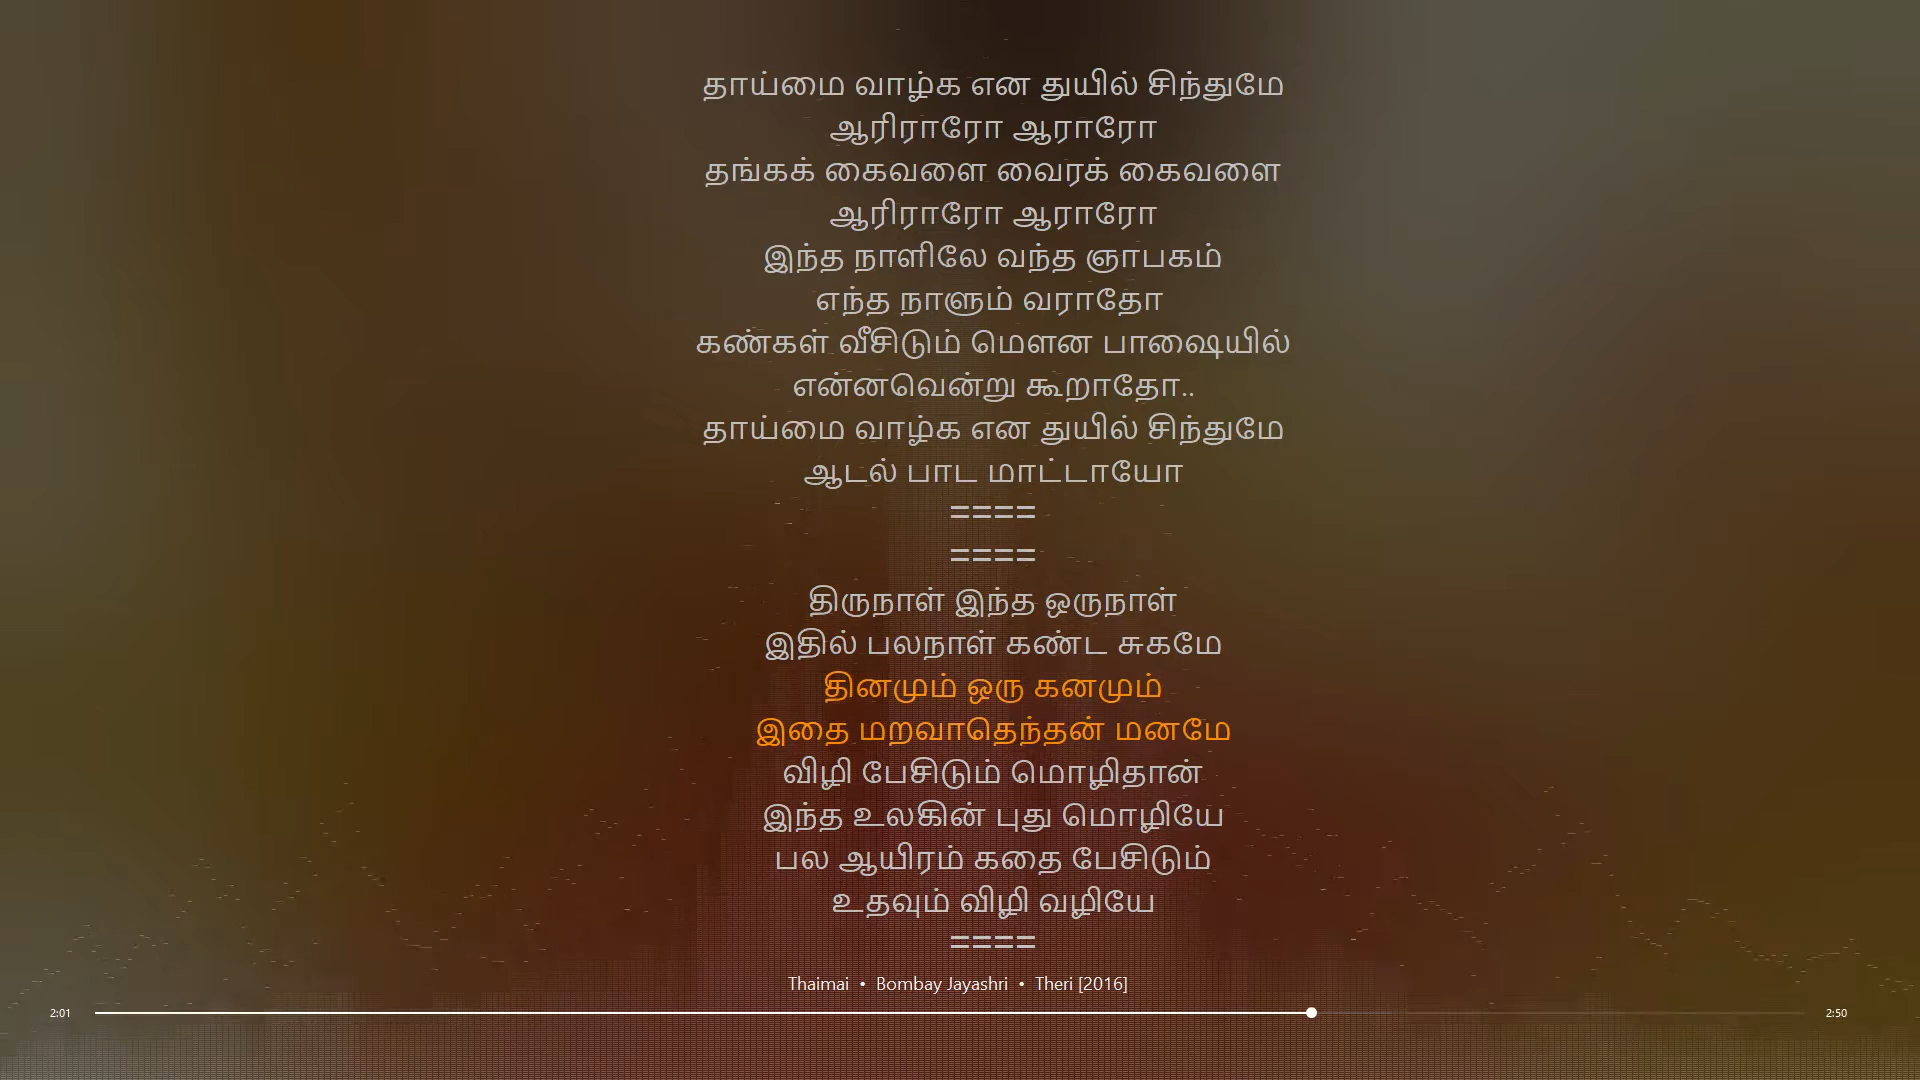 தாய்மை வாழ்க என துயில் சிந்துமே
ஆரிராரோ ஆராரோ
தங்கக் கைவளை வைரக் கைவளை
ஆரிராரோ ஆராரோ
இந்த நாளிலே வந்த ஞாபகம்
எந்த நாளும் வராதோ
கண்கள் வீசிடும் மௌன பாஷையில்
என்னவென்று கூறாதோ..
தாய்மை வாழ்க என துயில் சிந்துமே
ஆடல் பாட மாட்டாயோ
====
====
திருநாள் இந்த ஒருநாள்
இதில் பலநாள் கண்ட சுகமே
தினமும் ஒரு கனமும்
இதை மறவாதெந்தன் மனமே
விழி பேசிடும் மொழிதான்
இந்த உலகின் புது மொழியே
பல ஆயிரம் கதை பேசிடும்
உதவும் விழி வழியே
====
Thaimai • Bombay Jayashri • Theri [2016]
2:01 2:50